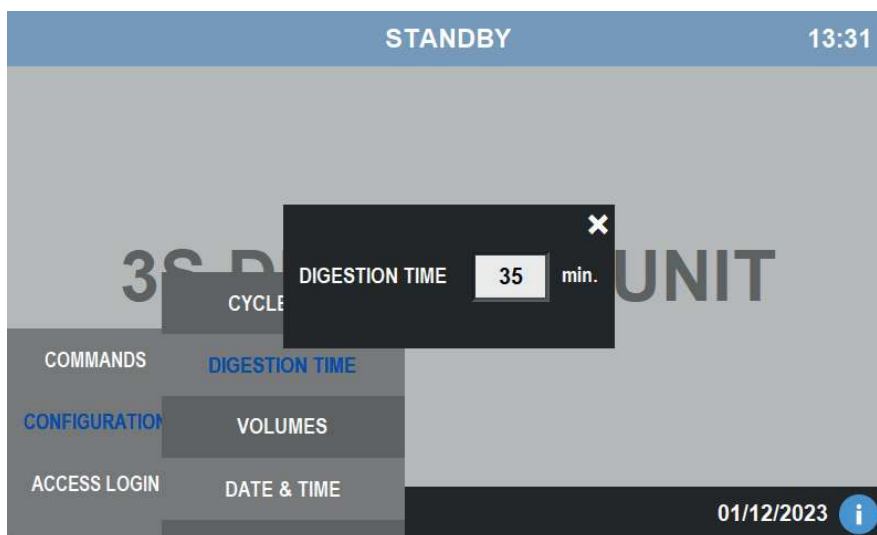 STANDBY 13:31
3S D UNIT
DIGESTION TIME 35 min.
CYCLE
COMMANDS
DIGESTION TIME
CONFIGURATION
VOLUMES
ACCESS LOGIN
DATE & TIME
01/12/2023 i